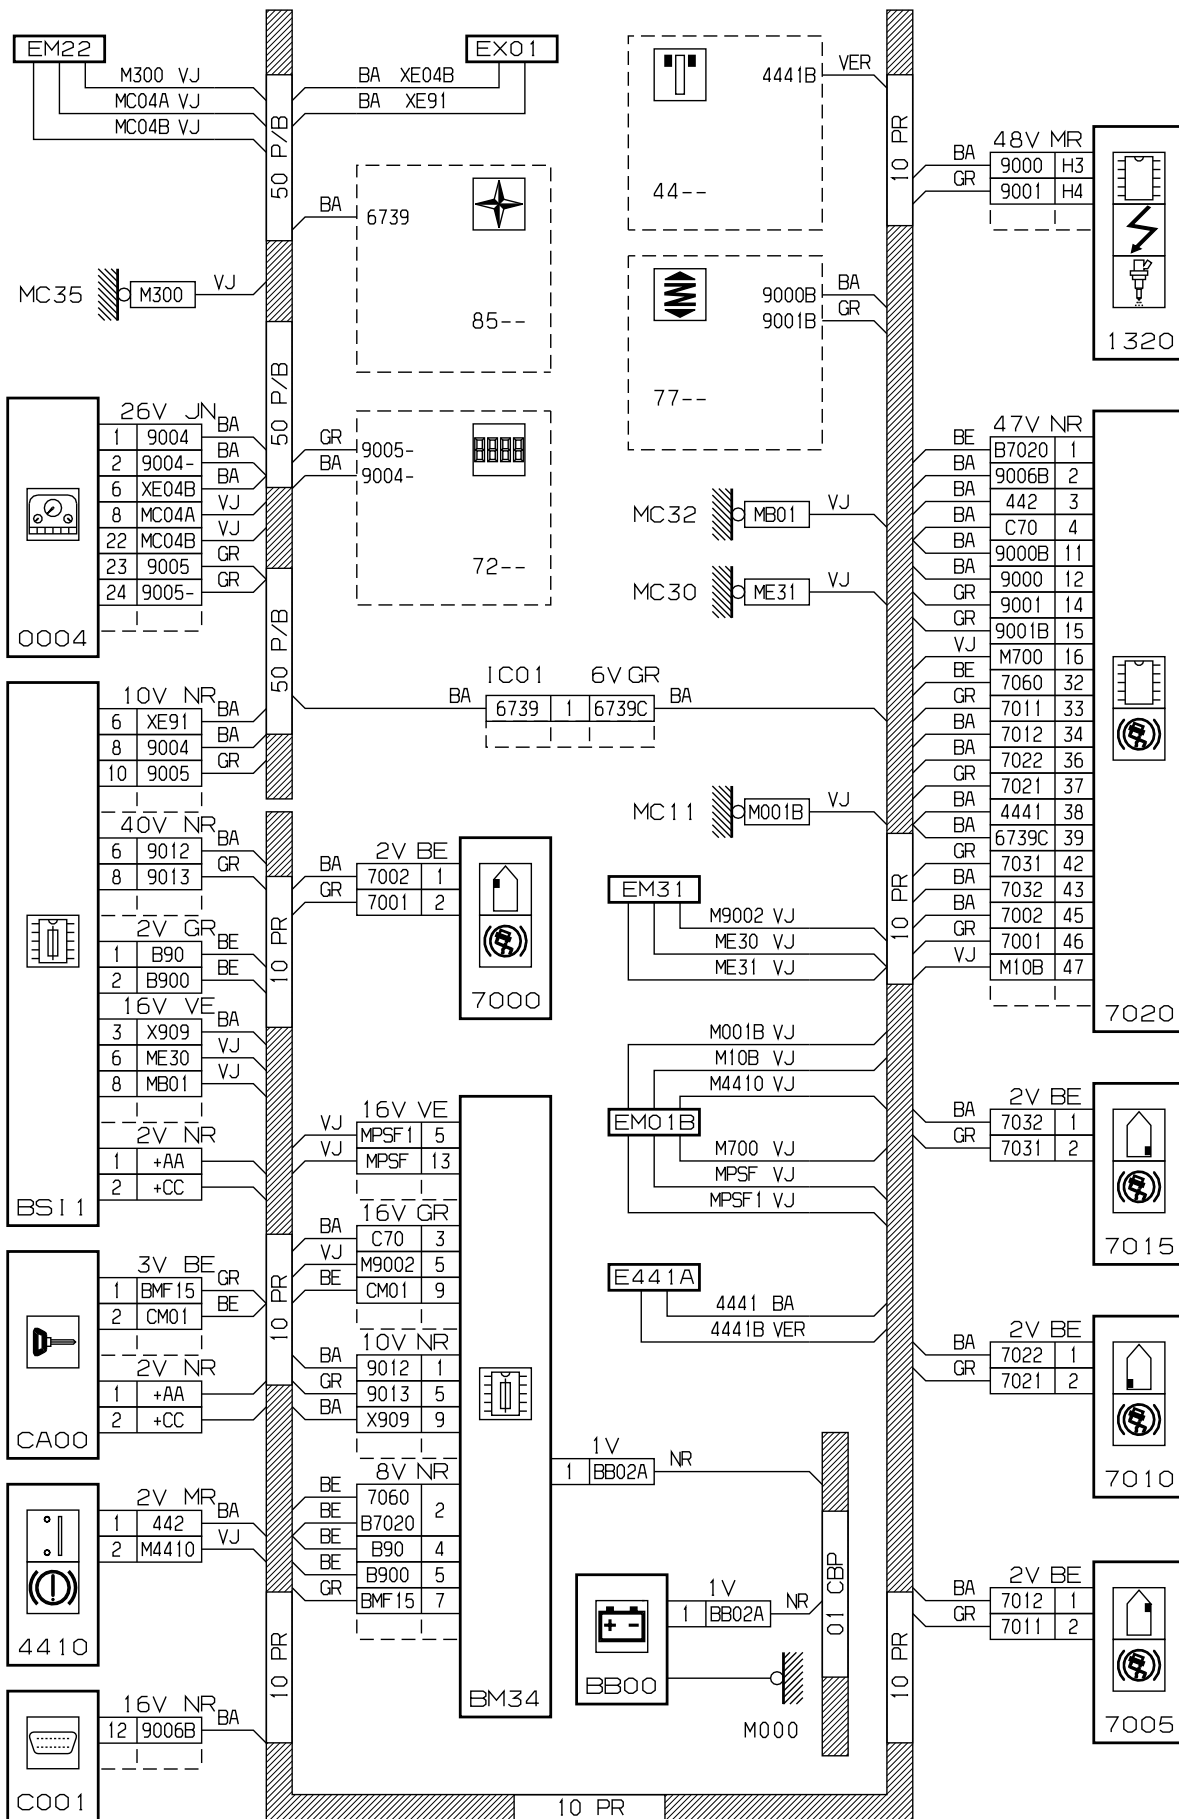 EM22
M300 VJ
MC04A VJ
MC04B VJ
EX01
BA XE04B
BA XE91
50 P/B
BA 6739
85--
MC35 M300 VJ
50 P/B
GR 9005-
BA 9004-
72--
4441B VER
44--
9000B BA
9001B GR
77--
10 PR
48V MR
BA 9000 H3
GR 9001 H4
1320
26V JN
1 9004 BA
2 9004- BA
6 XE04B BA
8 MC04A VJ
22 MC04B VJ
23 9005 GR
24 9005- GR
0004
50 P/B
MC32 MB01 VJ
MC30 ME31 VJ
IC01 6V GR
BA 6739 1 6739C BA
MC11 M001B VJ
47V NR
BE B7020 1
BA 9006B 2
BA 442 3
BA C70 4
BA 9000B 11
BA 9000 12
GR 9001 14
GR 9001B 15
VJ M700 16
BE 7060 32
GR 7011 33
BA 7012 34
BA 7022 36
GR 7021 37
BA 4441 38
BA 6739C 39
GR 7031 42
BA 7032 43
BA 7002 45
GR 7001 46
VJ M10B 47
7020
10V NR
6 XE91 BA
8 9004 BA
10 9005 GR
40V NR
6 9012 BA
8 9013 GR
2V GR
1 B90 BE
2 B900 BE
16V VE
3 X909 BA
6 ME30 VJ
8 MB01 VJ
2V NR
1 +AA
2 +CC
BSI1
10 PR
2V BE
BA 7002 1
GR 7001 2
7000
EM31
M9002 VJ
ME30 VJ
ME31 VJ
10 PR
M001B VJ
M10B VJ
M4410 VJ
EM01B
M700 VJ
MPSF VJ
MPSF1 VJ
E441A
4441 BA
4441B VER
16V VE
VJ MPSF1 5
VJ MPSF 13
16V GR
BA C70 3
VJ M9002 5
BE CM01 9
10V NR
BA 9012 1
GR 9013 5
BA X909 9
8V NR
BE 7060
BE B7020 2
BE B90 4
BE B900 5
GR BMF15 7
BM34
1V
1 BB02A NR
01 CBP
1V
1 BB02A NR
BB00
M000
3V BE
1 BMF15 GR
2 CM01 BE
2V NR
1 +AA
2 +CC
CA00
10 PR
2V MR
1 442 BA
2 M4410 VJ
4410
10 PR
16V NR
12 9006B BA
C001
2V BE
BA 7032 1
GR 7031 2
7015
2V BE
BA 7022 1
GR 7021 2
7010
10 PR
2V BE
BA 7012 1
GR 7011 2
7005
10 PR